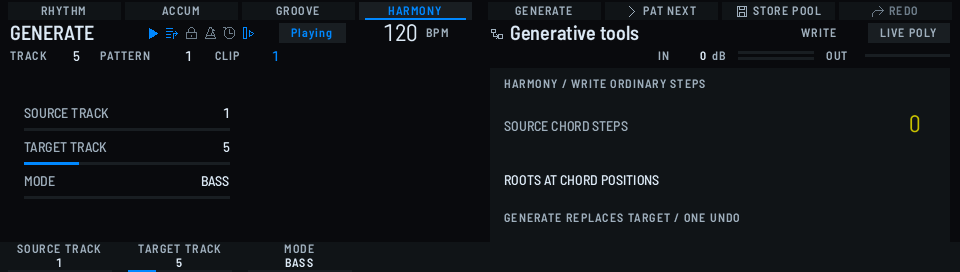 RHYTHM ACCUM GROOVE HARMONY GENERATE PAT NEXT STORE POOL REDO
GENERATE Playing 120 BPM Generative tools WRITE LIVE POLY
TRACK 5 PATTERN 1 CLIP 1 IN 0 dB OUT
HARMONY / WRITE ORDINARY STEPS
SOURCE TRACK 1
SOURCE CHORD STEPS 0
TARGET TRACK 5
MODE BASS
ROOTS AT CHORD POSITIONS
GENERATE REPLACES TARGET / ONE UNDO
SOURCE TRACK TARGET TRACK MODE
1 5 BASS